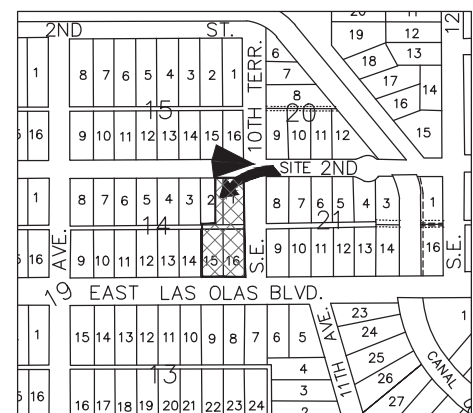 2ND ST.
20
12
19 12
18 13
17 14
16
15
6
7
8
1 8 7 6 5 4 3 2 1
15
20
16 9 10 11 12 13 14 15 16
9 10 11 12
10TH TERR.
SITE 2ND
1 8 7 6 5 4 3 2
8 7 6 5 4 3 1
14
21
16 9 10 11 12 13 14 15 16
9 10 11 12 13 14 16
AVE.
S.E.
S.E.
19 EAST LAS OLAS BLVD.
1 15 14 13 12 11 10 9 8 7 6 5
13
4
3
2
16 16 17 18 19 20 21 22 23 24
11TH AVE.
23
24
25
26
27
CANAL
1